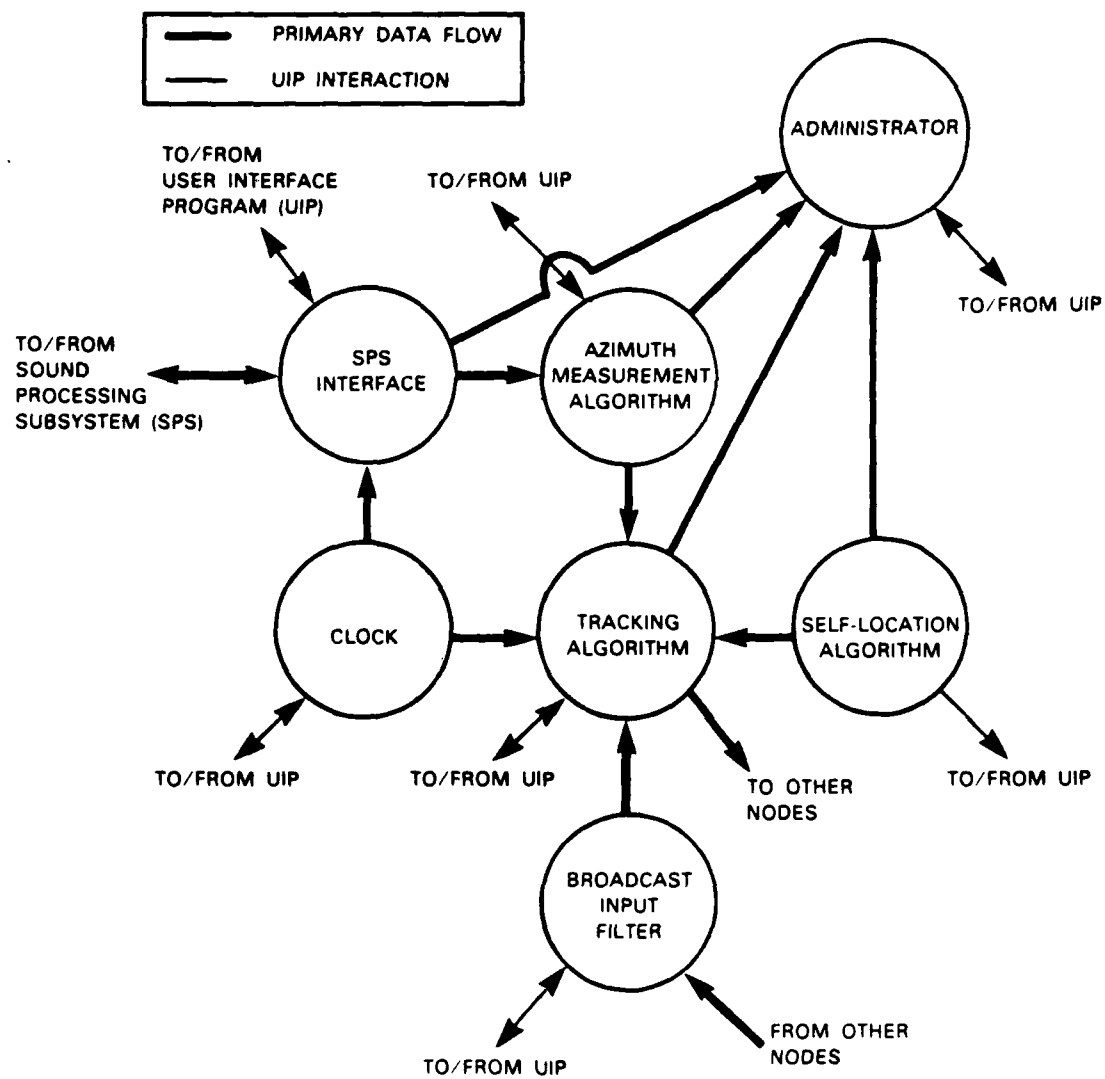 PRIMARY DATA FLOW
UIP INTERACTION
ADMINISTRATOR
TO/FROM
USER INTERFACE
PROGRAM (UIP)
TO/FROM UIP
TO/FROM UIP
TO/FROM
SOUND
PROCESSING
SUBSYSTEM (SPS)
SPS
INTERFACE
AZIMUTH
MEASUREMENT
ALGORITHM
CLOCK
TRACKING
ALGORITHM
SELF-LOCATION
ALGORITHM
TO/FROM UIP
TO/FROM UIP
TO OTHER
NODES
TO/FROM UIP
BROADCAST
INPUT
FILTER
TO/FROM UIP
FROM OTHER
NODES